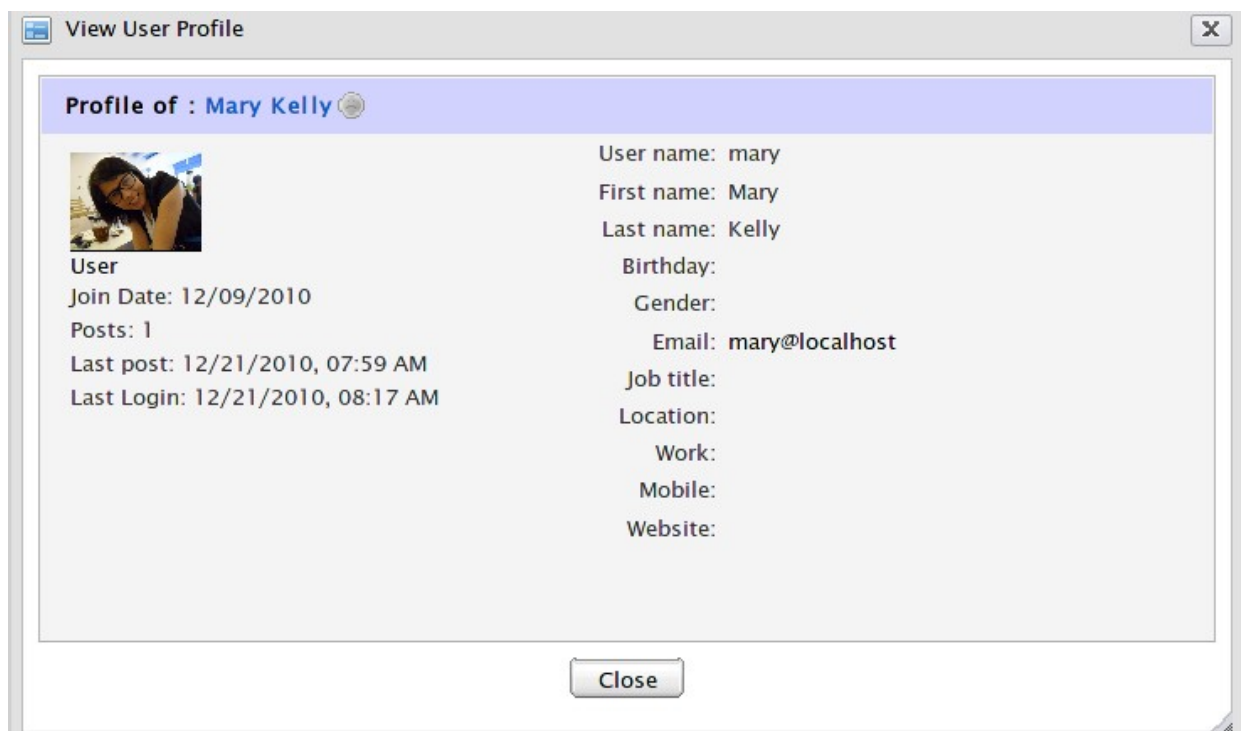 View User Profile
Profile of : Mary Kelly
User
Join Date: 12/09/2010
Posts: 1
Last post: 12/21/2010, 07:59 AM
Last Login: 12/21/2010, 08:17 AM
User name: mary
First name: Mary
Last name: Kelly
Birthday:
Gender:
Email: mary@localhost
Job title:
Location:
Work:
Mobile:
Website:
Close